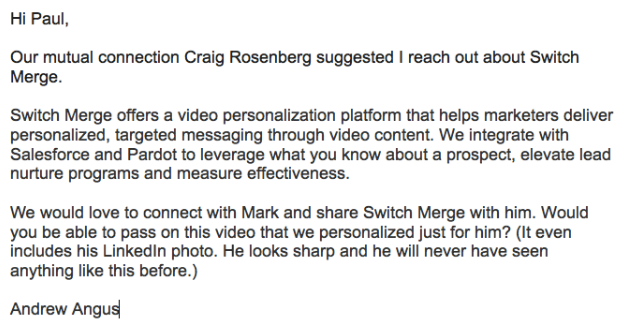 Hi Paul,
Our mutual connection Craig Rosenberg suggested I reach out about Switch
Merge.
Switch Merge offers a video personalization platform that helps marketers deliver
personalized, targeted messaging through video content. We integrate with
Salesforce and Pardot to leverage what you know about a prospect, elevate lead
nurture programs and measure effectiveness.
We would love to connect with Mark and share Switch Merge with him. Would
you be able to pass on this video that we personalized just for him? (It even
includes his LinkedIn photo. He looks sharp and he will never have seen
anything like this before.)
Andrew Angus